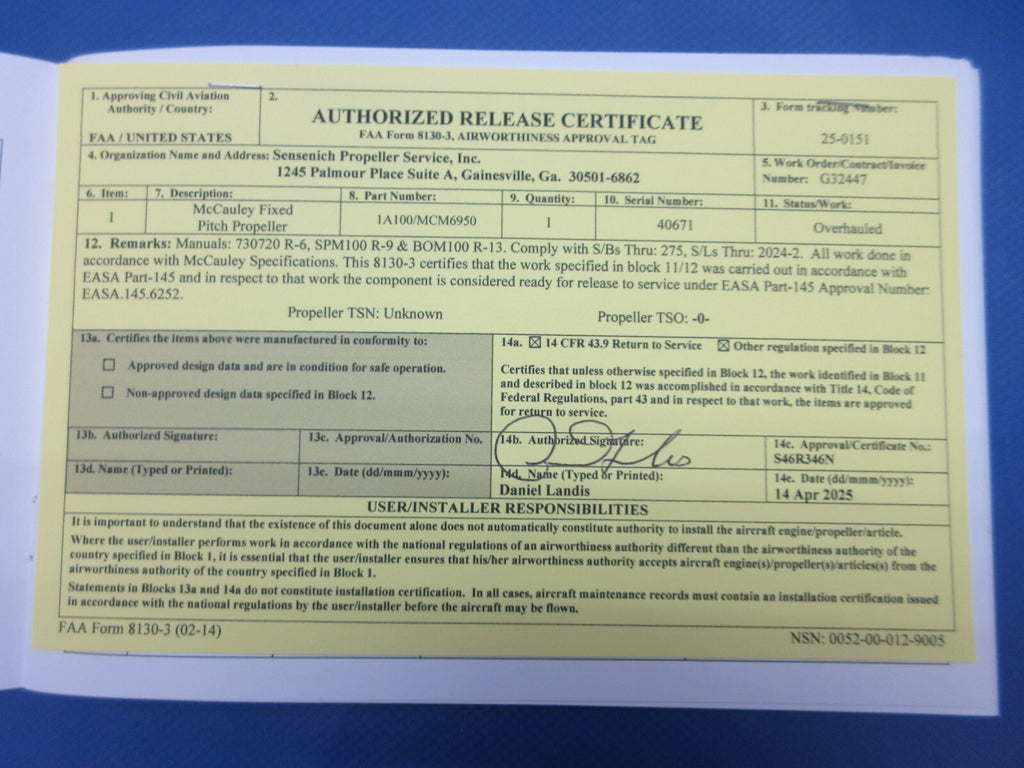 1. Approving Civil Aviation
Authority / Country:
FAA / UNITED STATES
2.
AUTHORIZED RELEASE CERTIFICATE
FAA Form 8130-3, AIRWORTHINESS APPROVAL TAG
3. Form tracking Number:
25-0151
4. Organization Name and Address: Sensenich Propeller Service, Inc.
1245 Palmour Place Suite A, Gainesville, Ga. 30501-6862
5. Work Order/Contract/Invoice
Number: G32447
6. Item:
1
7. Description:
McCauley Fixed
Pitch Propeller
8. Part Number:
1A100/MCM6950
9. Quantity:
1
10. Serial Number:
40671
11. Status/Work:
Overhauled
12. Remarks: Manuals: 730720 R-6, SPM100 R-9 & BOM100 R-13. Comply with S/Bs Thru: 275, S/Ls Thru: 2024-2. All work done in
accordance with McCauley Specifications. This 8130-3 certifies that the work specified in block 11/12 was carried out in accordance with
EASA Part-145 and in respect to that work the component is considered ready for release to service under EASA Part-145 Approval Number:
EASA.145.6252.
Propeller TSN: Unknown
Propeller TSO: -0-
13a. Certifies the items above were manufactured in conformity to:
Approved design data and are in condition for safe operation.
Non-approved design data specified in Block 12.
14a. ☒ 14 CFR 43.9 Return to Service ☒ Other regulation specified in Block 12
Certifies that unless otherwise specified in Block 12, the work identified in Block 11
and described in block 12 was accomplished in accordance with Title 14, Code of
Federal Regulations, part 43 and in respect to that work, the items are approved
for return to service.
13b. Authorized Signature:
13c. Approval/Authorization No.
14b. Authorized Signature:
14c. Approval/Certificate No.:
S46R346N
13d. Name (Typed or Printed):
13e. Date (dd/mmm/yyyy):
14d. Name (Typed or Printed):
Daniel Landis
14e. Date (dd/mmm/yyyy):
14 Apr 2025
USER/INSTALLER RESPONSIBILITIES
It is important to understand that the existence of this document alone does not automatically constitute authority to install the aircraft engine/propeller/article.
Where the user/installer performs work in accordance with the national regulations of an airworthiness authority different than the airworthiness authority of the
country specified in Block 1, it is essential that the user/installer ensures that his/her airworthiness authority accepts aircraft engine(s)/propeller(s)/articles(s) from the
airworthiness authority of the country specified in Block 1.
Statements in Blocks 13a and 14a do not constitute installation certification. In all cases, aircraft maintenance records must contain an installation certification issued
in accordance with the national regulations by the user/installer before the aircraft may be flown.
FAA Form 8130-3 (02-14)
NSN: 0052-00-012-9005